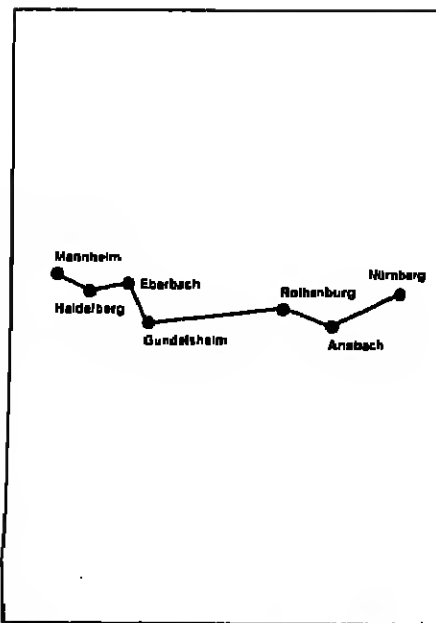 Mannheim
Heidelberg
Eberbach
Gundelsheim
Rothenburg
Ansbach
Nürnberg